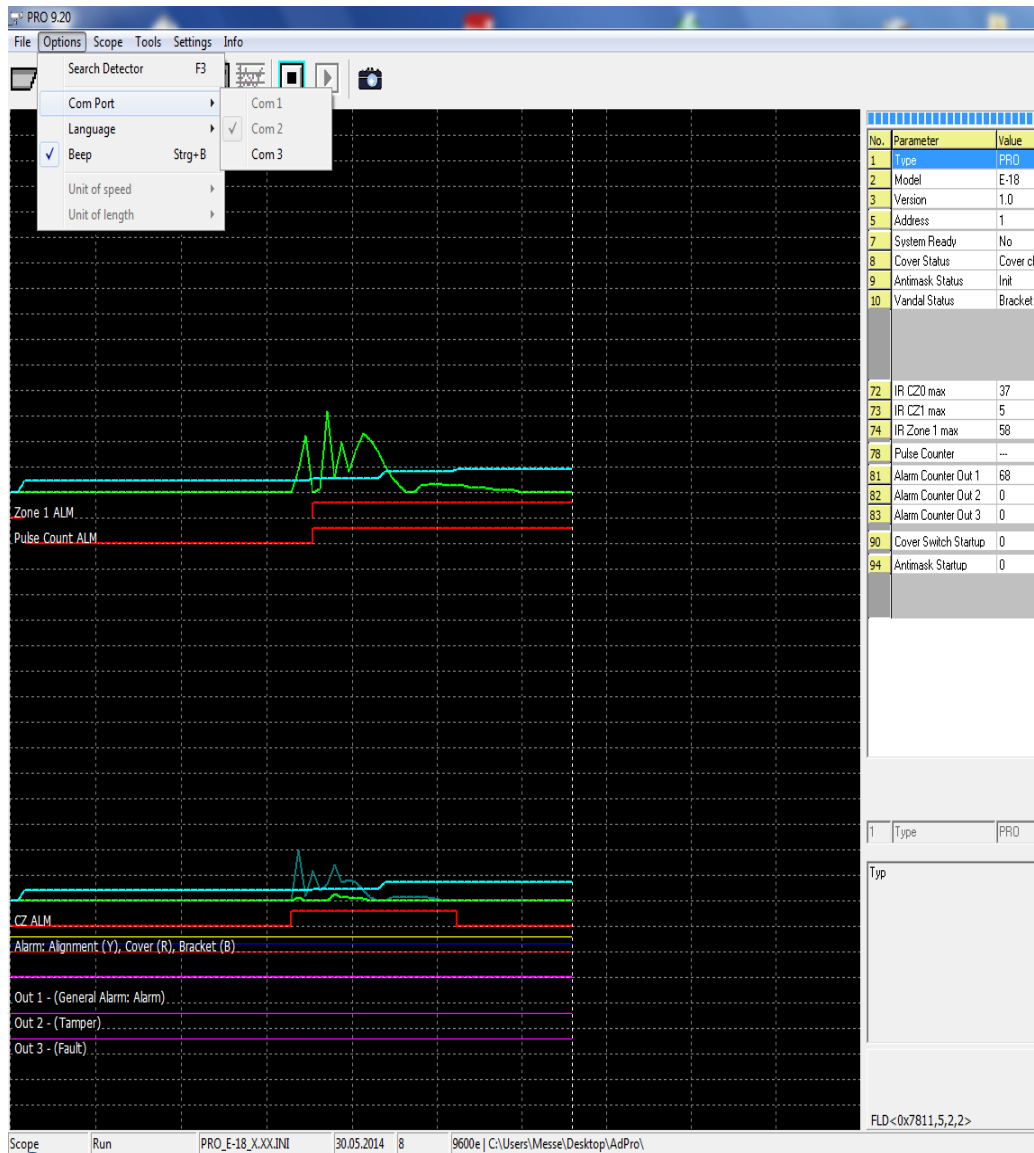 PRO 9.20
File Options Scope Tools Settings Info
Search Detector F3
Com Port
Com 1
Language
Com 2
Beep Strg+B
Com 3
Unit of speed
Unit of length
No. Parameter Value
1 Type PRO
2 Model E-18
3 Version 1.0
5 Address 1
7 System Ready No
8 Cover Status Cover cl
9 Antimask Status Init
10 Vandal Status Bracket
72 IR CZ0 max 37
73 IR CZ1 max 5
74 IR Zone 1 max 58
78 Pulse Counter ---
81 Alarm Counter Out 1 68
82 Alarm Counter Out 2 0
83 Alarm Counter Out 3 0
90 Cover Switch Startup 0
94 Antimask Startup 0
Zone 1 ALM
Pulse Count ALM
1 Type PRO
Typ
CZ ALM
Alarm: Alignment (Y), Cover (R), Bracket (B)
Out 1 - (General Alarm: Alarm)
Out 2 - (Tamper)
Out 3 - (Fault)
FLD<0x7811,5,2,2>
Scope Run PRO_E-18_X.XX.INI 30.05.2014 8 9600e | C:\Users\Messe\Desktop\AdPro\